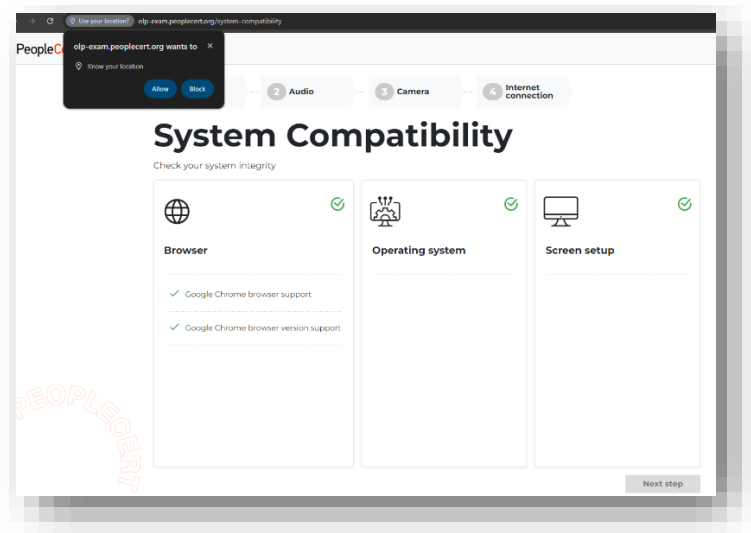 Use your location?
olp-exam.peoplecert.org/system-compatibility
PeopleC
olp-exam.peoplecert.org wants to
Know your location
Allow
Block
2 Audio
3 Camera
4 Internet connection
System Compatibility
Check your system integrity
Browser
Operating system
Screen setup
Google Chrome browser support
Google Chrome browser version support
PEOPLECERT
Next step